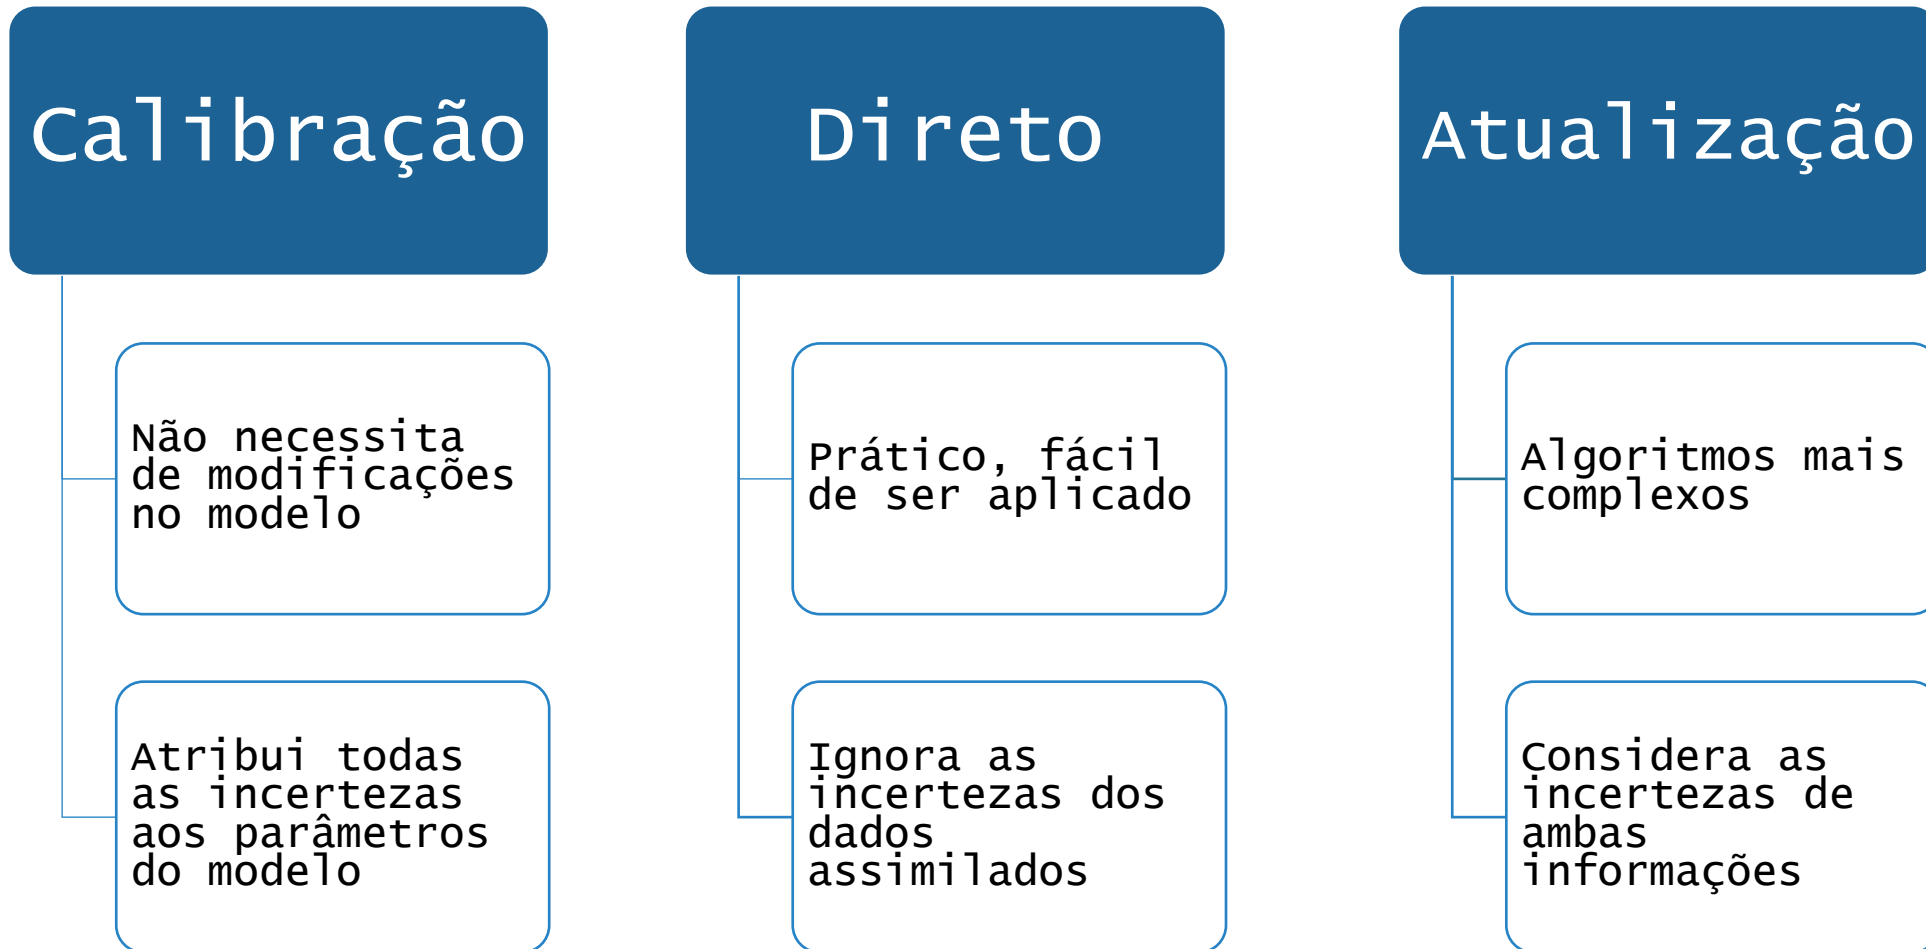 Calibração
Não necessita
de modificações
no modelo
Atribui todas
as incertezas
aos parâmetros
do modelo
Direto
Prático, fácil
de ser aplicado
Ignora as
incertezas dos
dados
assimilados
Atualização
Algoritmos mais
complexos
Considera as
incertezas de
ambas
informações